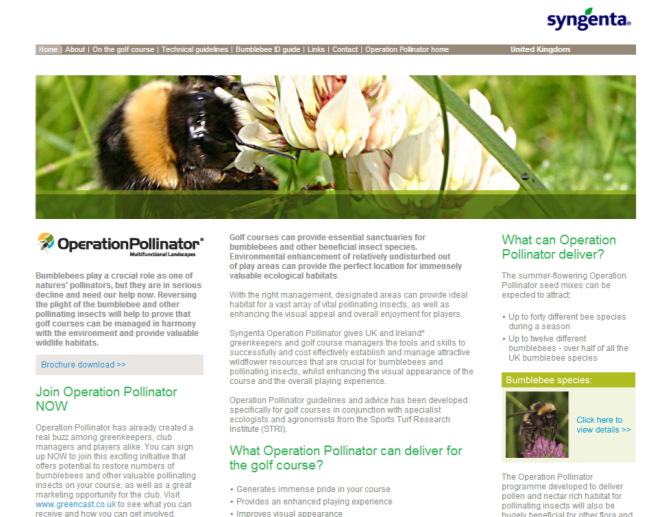 syngenta
Home | About | On the golf course | Technical guidelines | Bumblebee ID guide | Links | Contact | Operation Pollinator home
United Kingdom
OperationPollinator
Multifunctional Landscapes
Bumblebees play a crucial role as one of
natures' pollinators, but they are in serious
decline and need our help now. Reversing
the plight of the bumblebee and other
pollinating insects will help to prove that
golf courses can be managed in harmony
with the environment and provide valuable
wildlife habitats.
Brochure download >>
Join Operation Pollinator
NOW
Operation Pollinator has already created a
real buzz among greenkeepers, club
managers and players alike. You can sign
up NOW to join this exciting initiative that
offers potential to restore numbers of
bumblebees and other valuable pollinating
insects on your course, as well as a great
marketing opportunity for the club. Visit
www.greencast.co.uk to see what you can
receive and how you can get involved.
Golf courses can provide essential sanctuaries for
bumblebees and other beneficial insect species.
Environmental enhancement of relatively undisturbed out
of play areas can provide the perfect location for immensely
valuable ecological habitats.
With the right management, designated areas can provide ideal
habitat for a vast array of vital pollinating insects, as well as
enhancing the visual appeal and overall enjoyment for players.
Syngenta Operation Pollinator gives UK and Ireland*
greenkeepers and golf course managers the tools and skills to
successfully and cost effectively establish and manage attractive
wildflower resources that are crucial for bumblebees and
pollinating insects, whilst enhancing the visual appearance of the
course and the overall playing experience.
Operation Pollinator guidelines and advice has been developed
specifically for golf courses in conjunction with specialist
ecologists and agronomists from the Sports Turf Research
Institute (STRI).
What Operation Pollinator can deliver for
the golf course?
• Generates immense pride in your course
• Provides an enhanced playing experience
• Improves visual appearance
What can Operation
Pollinator deliver?
The summer-flowering Operation
Pollinator seed mixes can be
expected to attract:
• Up to forty different bee species
during a season
• Up to twelve different
bumblebees - over half of all the
UK bumblebee species
Bumblebee species:
Click here to
view details >>
The Operation Pollinator
programme developed to deliver
pollen and nectar rich habitat for
pollinating insects will also be
hugely beneficial for other flora and